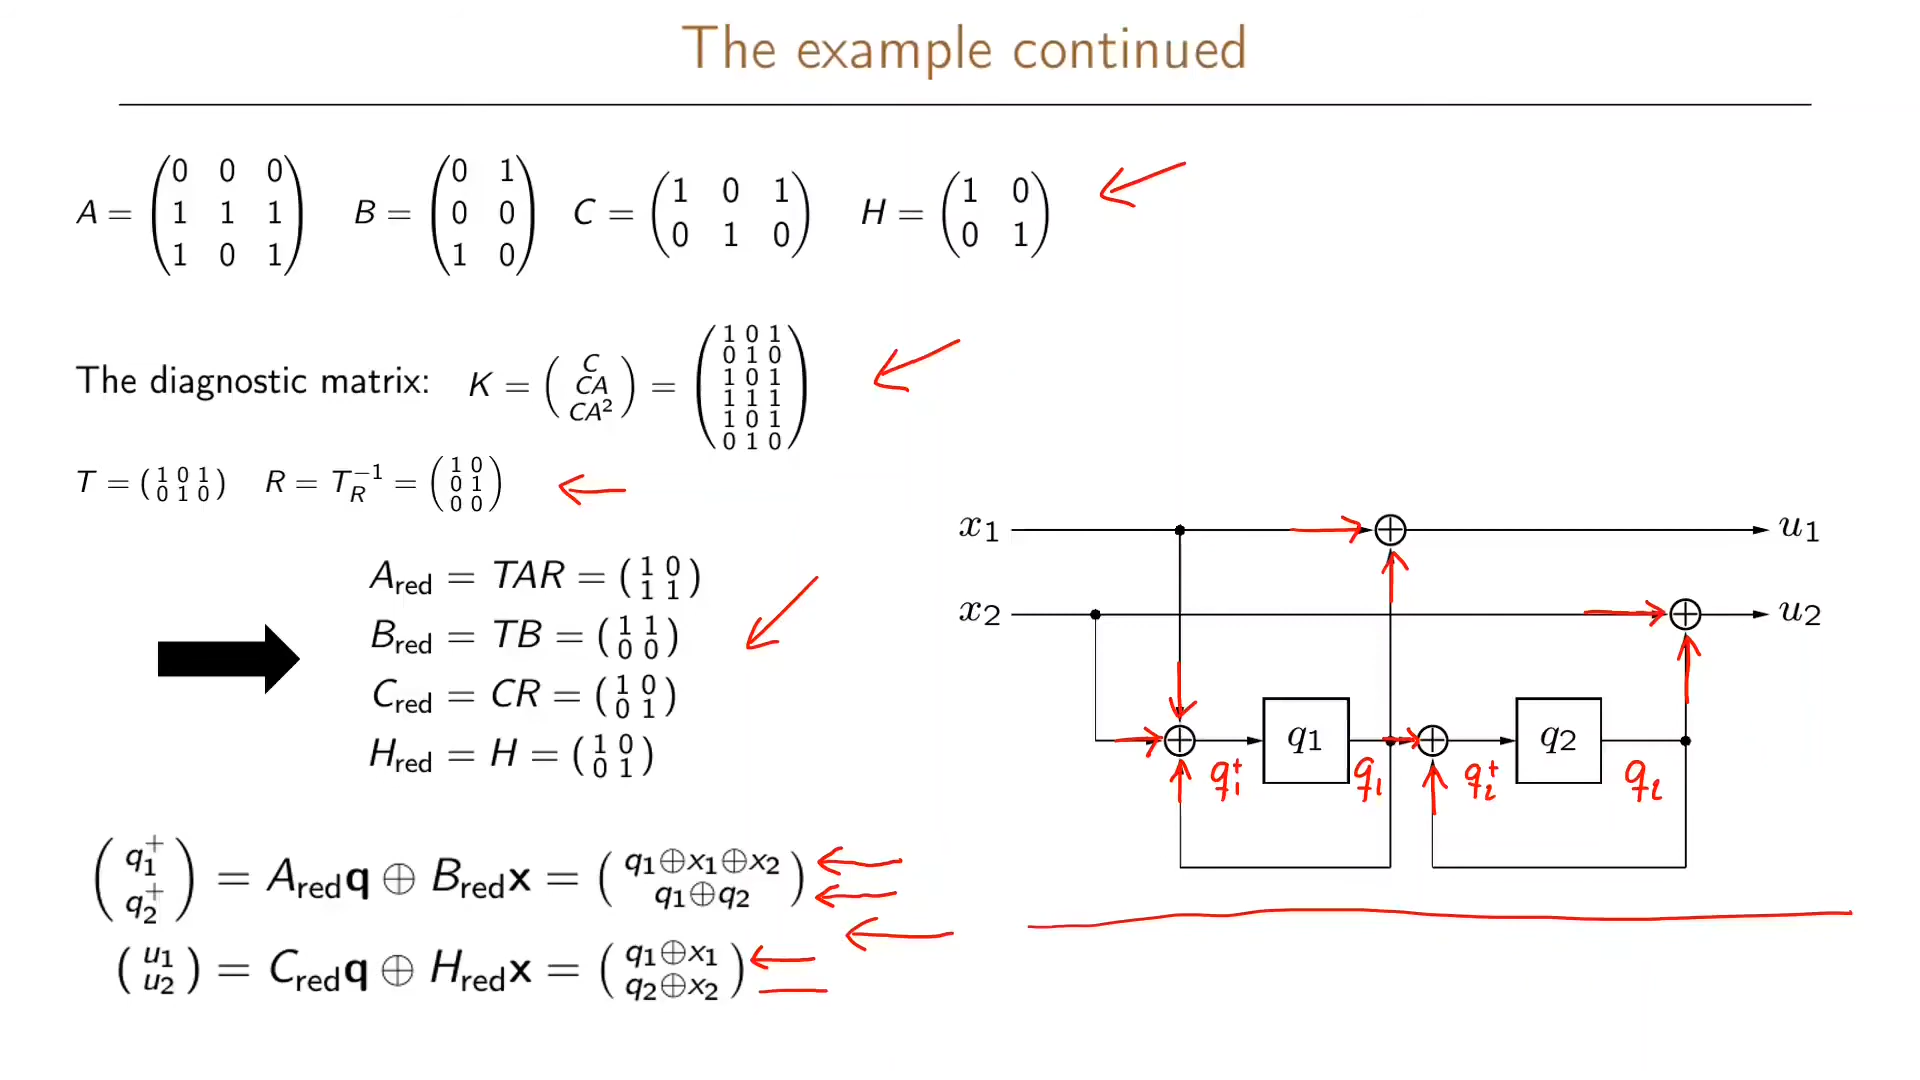 The example continued
A = (0 0 0; 1 1 1; 1 0 1) B = (0 1; 0 0; 1 0) C = (1 0 1; 0 1 0) H = (1 0; 0 1)
The diagnostic matrix: K = (C; CA; CA²) = (1 0 1; 0 1 0; 1 0 1; 1 1 1; 1 0 1; 0 1 0)
T = (1 0 1; 0 1 0) R = T_R^{-1} = (1 0; 0 1; 0 0)
A_red = TAR = (1 0; 1 1)
B_red = TB = (1 1; 0 0)
C_red = CR = (1 0; 0 1)
H_red = H = (1 0; 0 1)
(q₁⁺; q₂⁺) = A_red q ⊕ B_red x = (q₁⊕x₁⊕x₂; q₁⊕q₂)
(u₁; u₂) = C_red q ⊕ H_red x = (q₁⊕x₁; q₂⊕x₂)
x₁ u₁
x₂ u₂
q₁ q₂
q₁⁺ q₁ q₂⁺ q₂